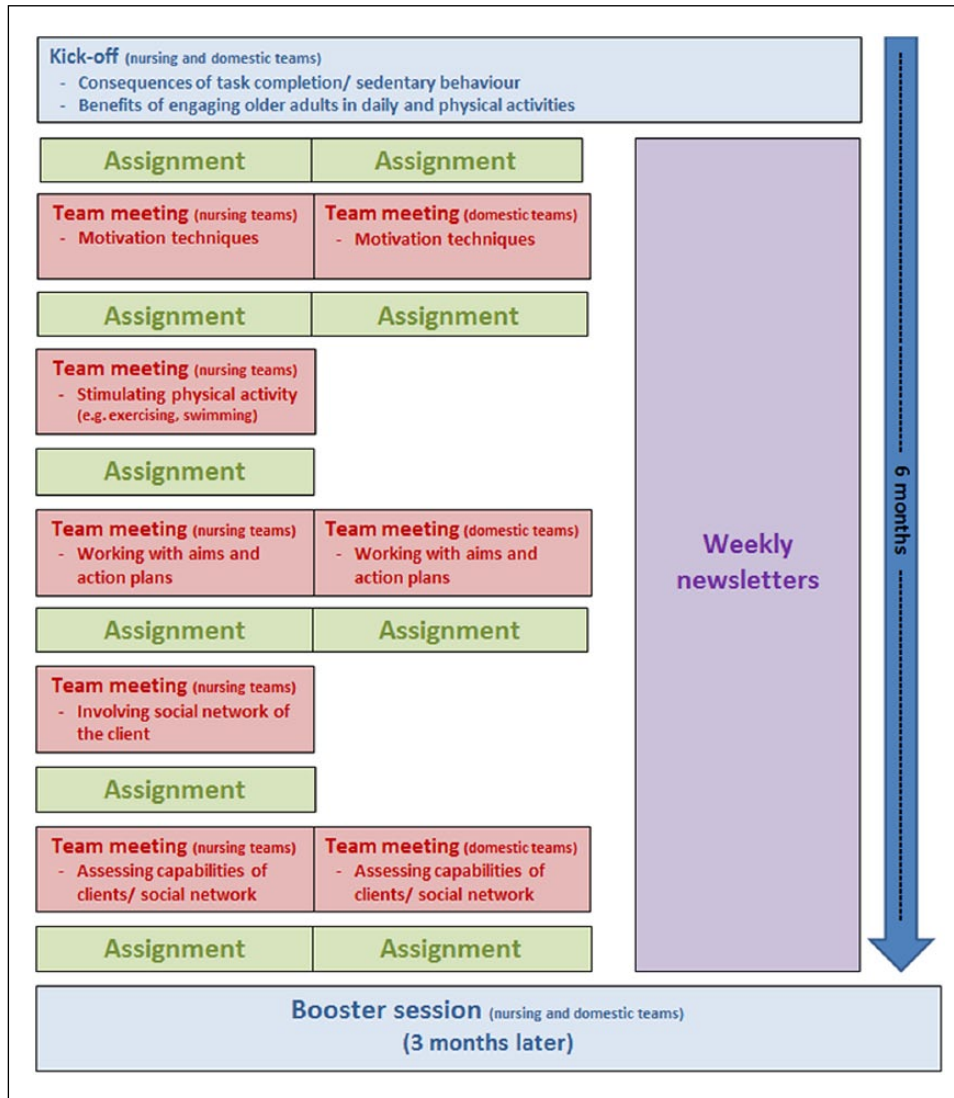 Kick-off (nursing and domestic teams)
- Consequences of task completion/ sedentary behaviour
- Benefits of engaging older adults in daily and physical activities
Assignment
Assignment
Team meeting (nursing teams)
- Motivation techniques
Team meeting (domestic teams)
- Motivation techniques
Assignment
Assignment
Team meeting (nursing teams)
- Stimulating physical activity
(e.g. exercising, swimming)
Assignment
Team meeting (nursing teams)
- Working with aims and
action plans
Team meeting (domestic teams)
- Working with aims and
action plans
Assignment
Assignment
Team meeting (nursing teams)
- Involving social network of
the client
Assignment
Team meeting (nursing teams)
- Assessing capabilities of
clients/ social network
Team meeting (domestic teams)
- Assessing capabilities of
clients/ social network
Assignment
Assignment
Weekly
newsletters
6 months
Booster session (nursing and domestic teams)
(3 months later)